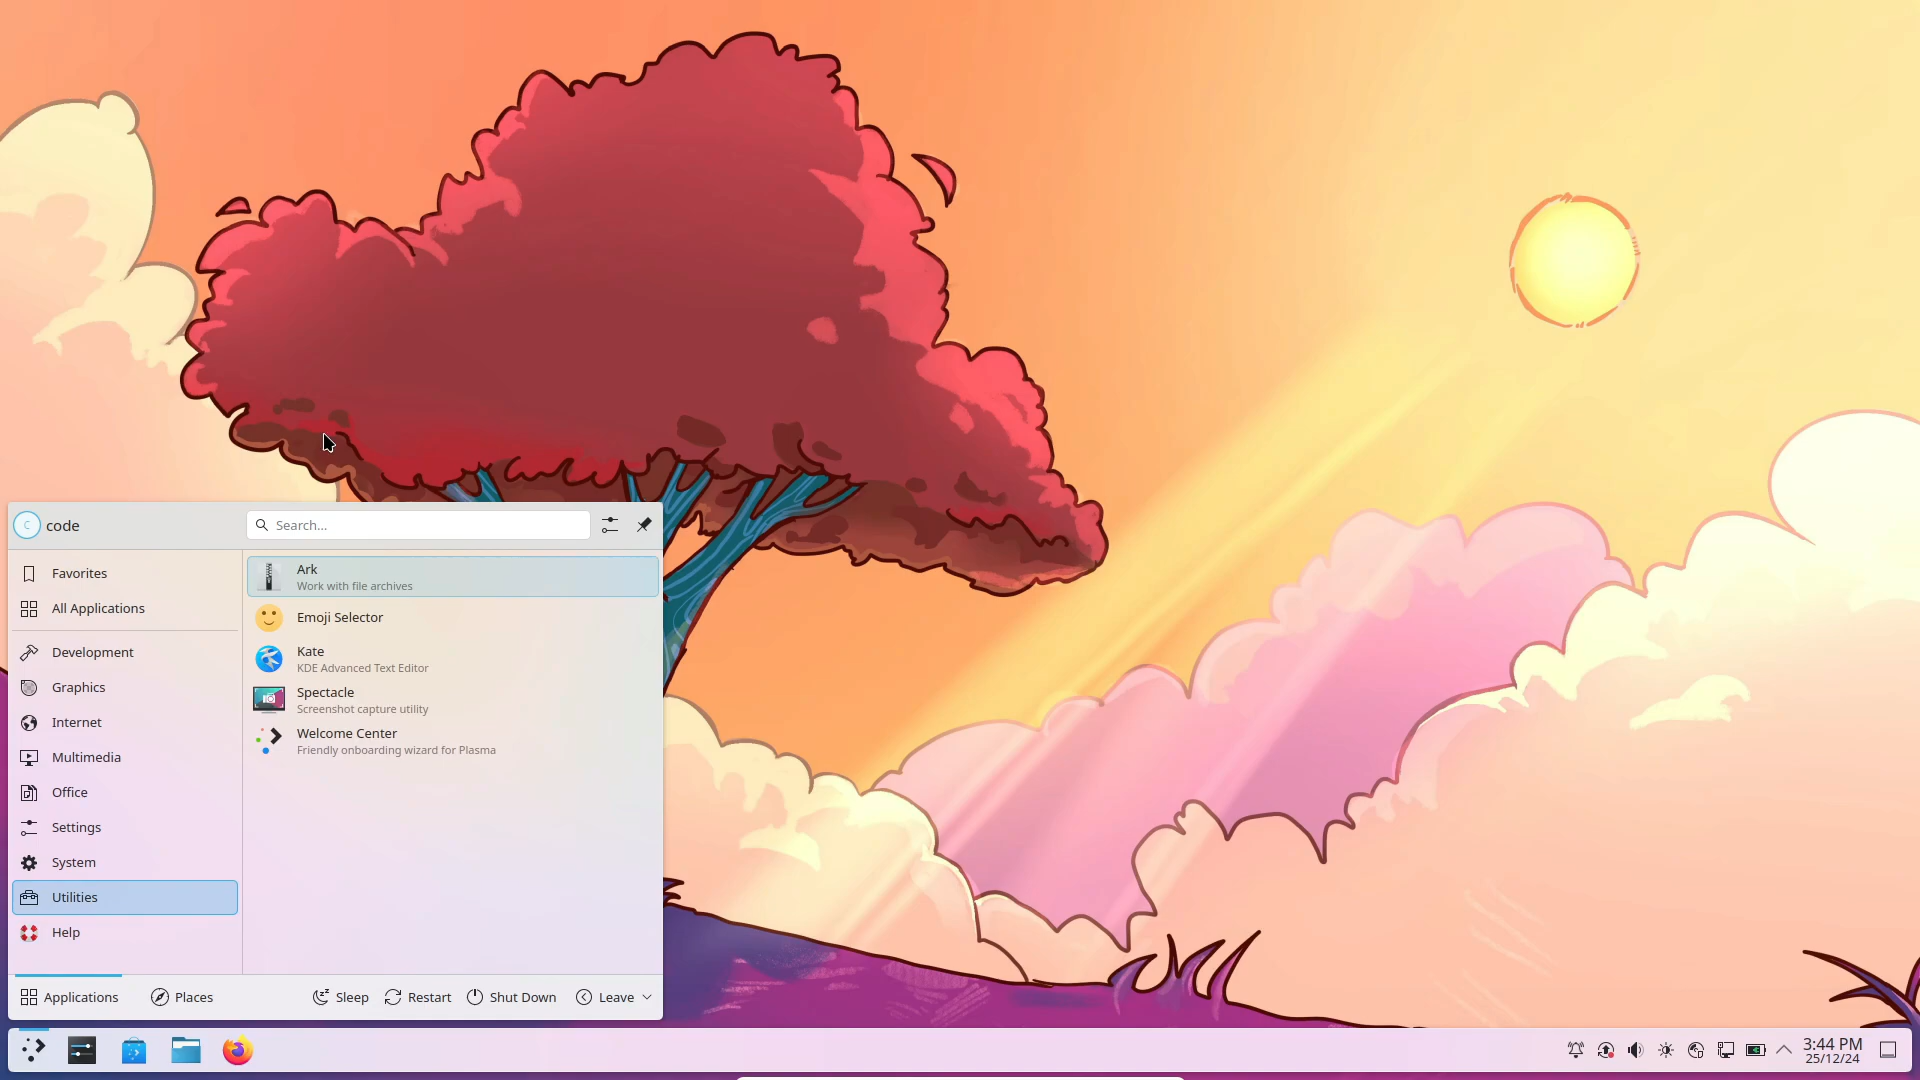 C code
Search...
Favorites
All Applications
Development
Graphics
Internet
Multimedia
Office
Settings
System
Utilities
Help
Ark
Work with file archives
Emoji Selector
Kate
KDE Advanced Text Editor
Spectacle
Screenshot capture utility
Welcome Center
Friendly onboarding wizard for Plasma
Applications Places Sleep Restart Shut Down Leave
3:44 PM
25/12/24